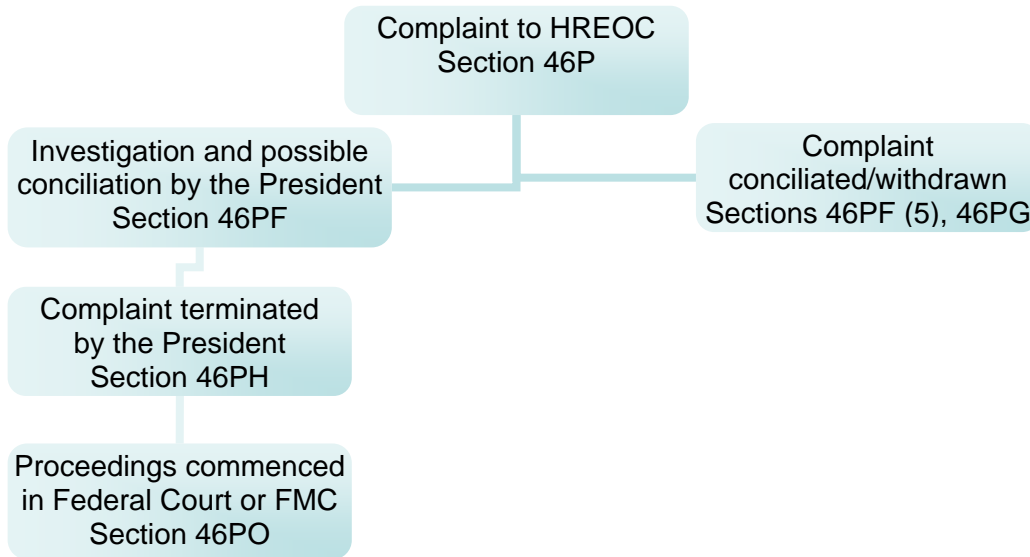 Complaint to HREOC
Section 46P
Investigation and possible
conciliation by the President
Section 46PF
Complaint
conciliated/withdrawn
Sections 46PF (5), 46PG
Complaint terminated
by the President
Section 46PH
Proceedings commenced
in Federal Court or FMC
Section 46PO